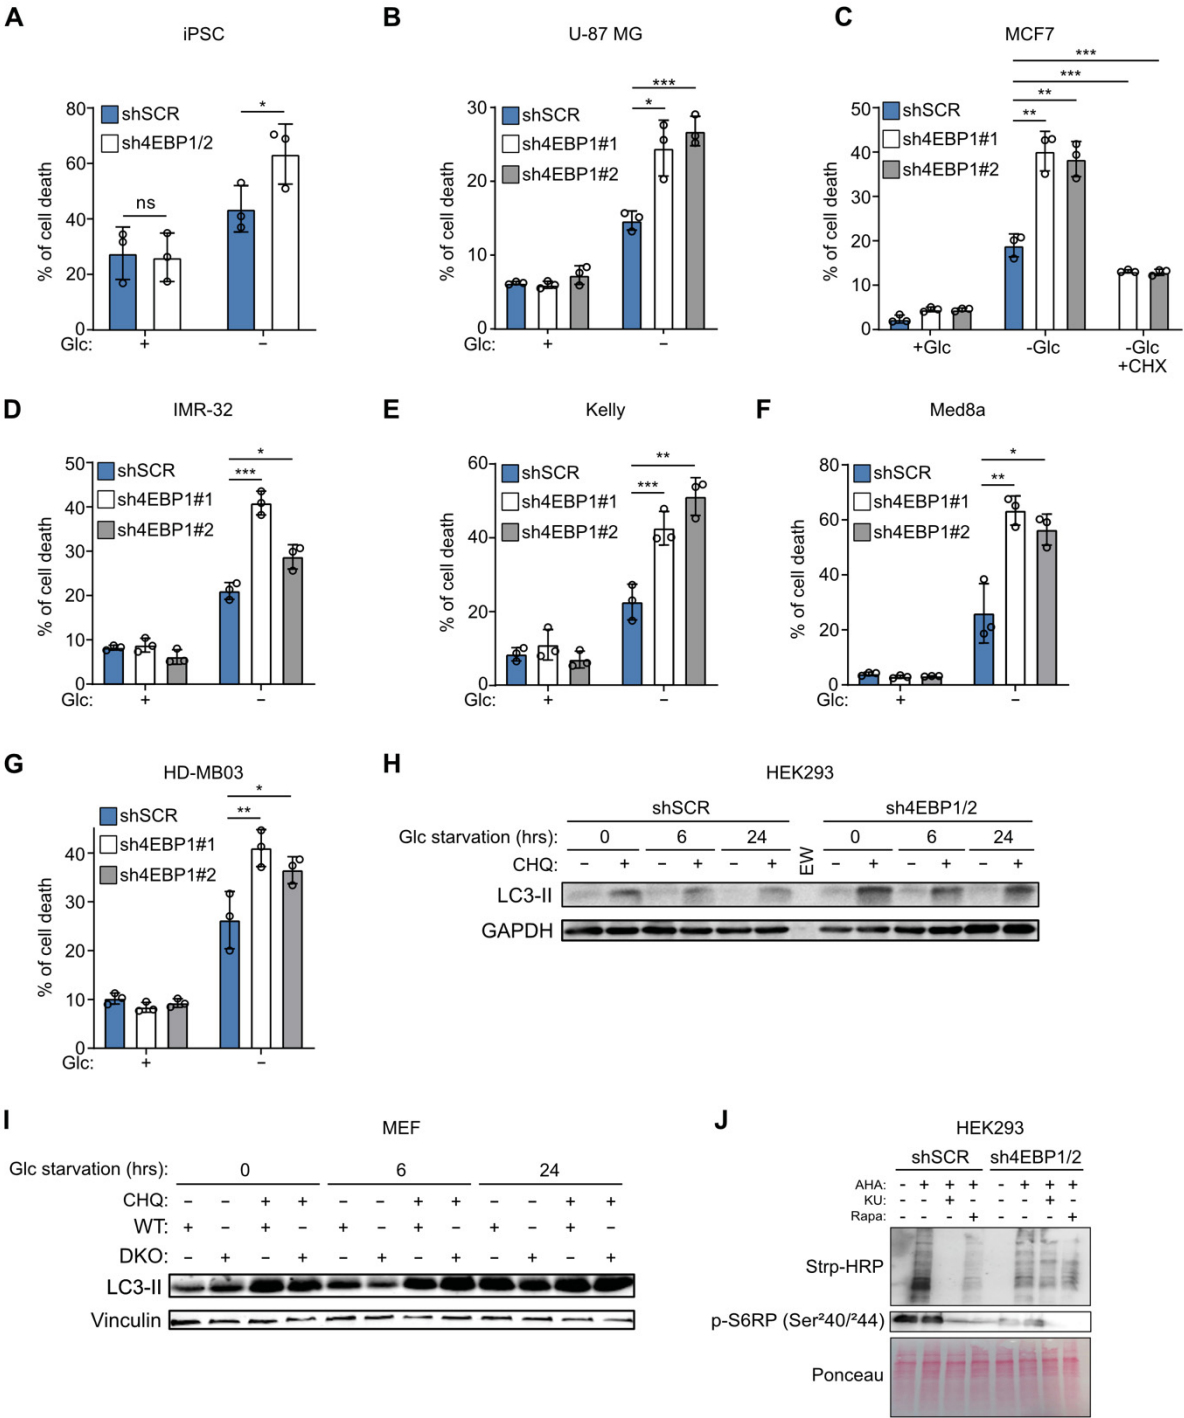 A
iPSC
% of cell death
80
60
40
20
0
shSCR
sh4EBP1/2
ns
*
Glc:
+
−
B
U-87 MG
% of cell death
30
20
10
0
shSCR
sh4EBP1#1
sh4EBP1#2
*
***
Glc:
+
−
C
MCF7
% of cell death
50
40
30
20
10
0
shSCR
sh4EBP1#1
sh4EBP1#2
***
***
**
**
+Glc
-Glc
-Glc
+CHX
D
IMR-32
% of cell death
50
40
30
20
10
0
shSCR
sh4EBP1#1
sh4EBP1#2
*
***
Glc:
+
−
E
Kelly
% of cell death
60
40
20
0
shSCR
sh4EBP1#1
sh4EBP1#2
**
***
Glc:
+
−
F
Med8a
% of cell death
80
60
40
20
0
shSCR
sh4EBP1#1
sh4EBP1#2
*
**
Glc:
+
−
G
HD-MB03
% of cell death
40
30
20
10
0
shSCR
sh4EBP1#1
sh4EBP1#2
*
**
Glc:
+
−
H
HEK293
shSCR sh4EBP1/2
Glc starvation (hrs): 0 6 24 0 6 24
CHQ: − + − + − + EW − + − + − +
LC3-II
GAPDH
I
MEF
Glc starvation (hrs): 0 6 24
CHQ: − − + + − − + + − − + +
WT: + − + − + − + − + − + −
DKO: − + − + − + − + − + − +
LC3-II
Vinculin
J
HEK293
shSCR sh4EBP1/2
AHA: - + + + - + + +
KU: - - + - - - + -
Rapa: - - - + - - - +
Strp-HRP
p-S6RP (Ser²40/²44)
Ponceau